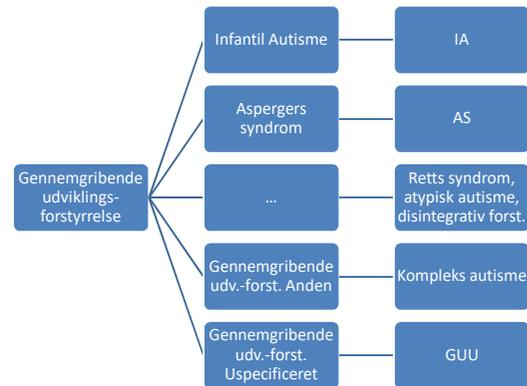 Gennemgribende
udviklings-
forstyrrelse
Infantil Autisme
IA
Aspergers
syndrom
AS
...
Retts syndrom,
atypisk autisme,
disintegrativ forst.
Gennemgribende
udv.-forst. Anden
Kompleks autisme
Gennemgribende
udv.-forst.
Uspecificeret
GUU